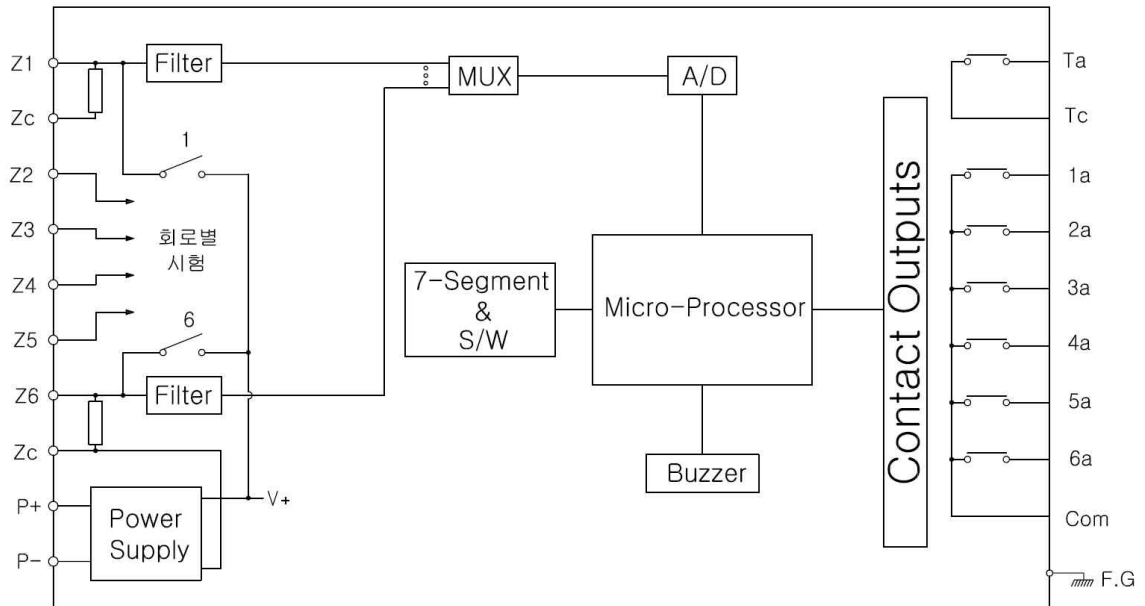 Z1
Zc
Z2
Z3
Z4
Z5
Z6
Zc
P+
P-
Filter
1
회로별
시험
6
Filter
Power
Supply
V+
MUX
A/D
7-Segment
&
S/W
Micro-Processor
Buzzer
Contact Outputs
Ta
Tc
1a
2a
3a
4a
5a
6a
Com
F.G